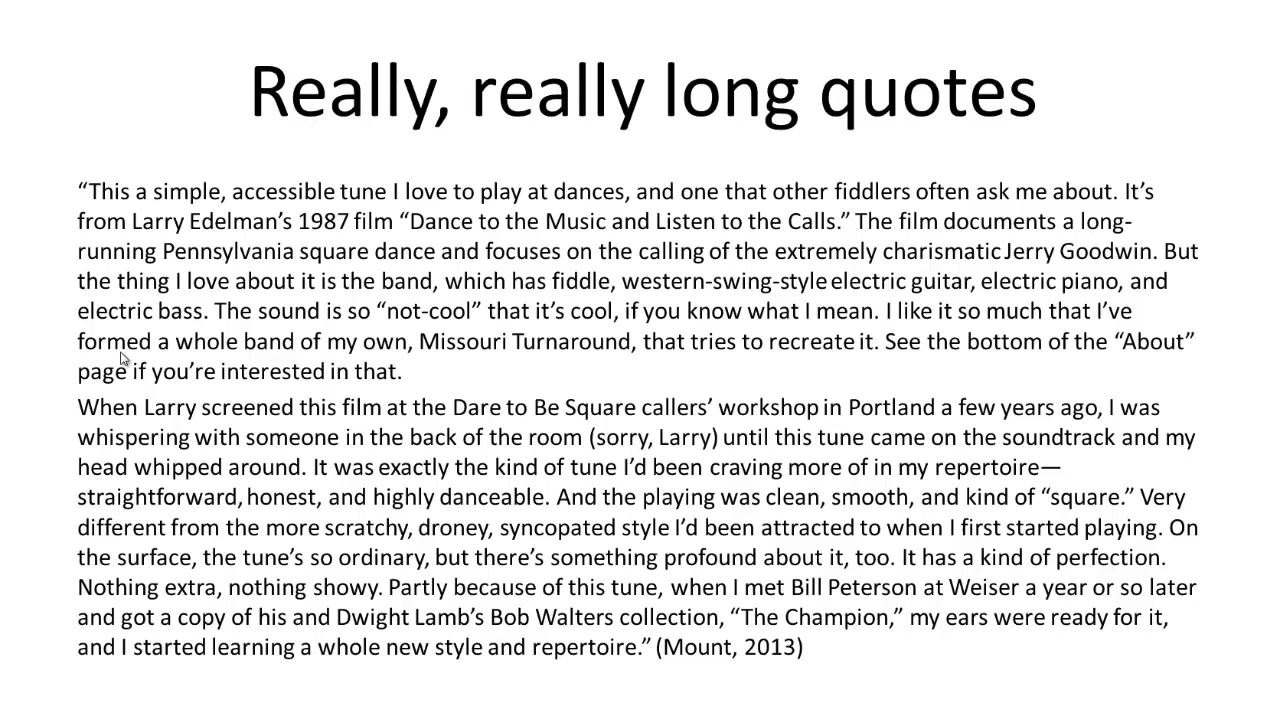 Really, really long quotes
“This a simple, accessible tune I love to play at dances, and one that other fiddlers often ask me about. It’s
from Larry Edelman’s 1987 film “Dance to the Music and Listen to the Calls.” The film documents a long-
running Pennsylvania square dance and focuses on the calling of the extremely charismatic Jerry Goodwin. But
the thing I love about it is the band, which has fiddle, western-swing-style electric guitar, electric piano, and
electric bass. The sound is so “not-cool” that it’s cool, if you know what I mean. I like it so much that I’ve
formed a whole band of my own, Missouri Turnaround, that tries to recreate it. See the bottom of the “About”
page if you’re interested in that.
When Larry screened this film at the Dare to Be Square callers’ workshop in Portland a few years ago, I was
whispering with someone in the back of the room (sorry, Larry) until this tune came on the soundtrack and my
head whipped around. It was exactly the kind of tune I’d been craving more of in my repertoire—
straightforward, honest, and highly danceable. And the playing was clean, smooth, and kind of “square.” Very
different from the more scratchy, droney, syncopated style I’d been attracted to when I first started playing. On
the surface, the tune’s so ordinary, but there’s something profound about it, too. It has a kind of perfection.
Nothing extra, nothing showy. Partly because of this tune, when I met Bill Peterson at Weiser a year or so later
and got a copy of his and Dwight Lamb’s Bob Walters collection, “The Champion,” my ears were ready for it,
and I started learning a whole new style and repertoire.” (Mount, 2013)